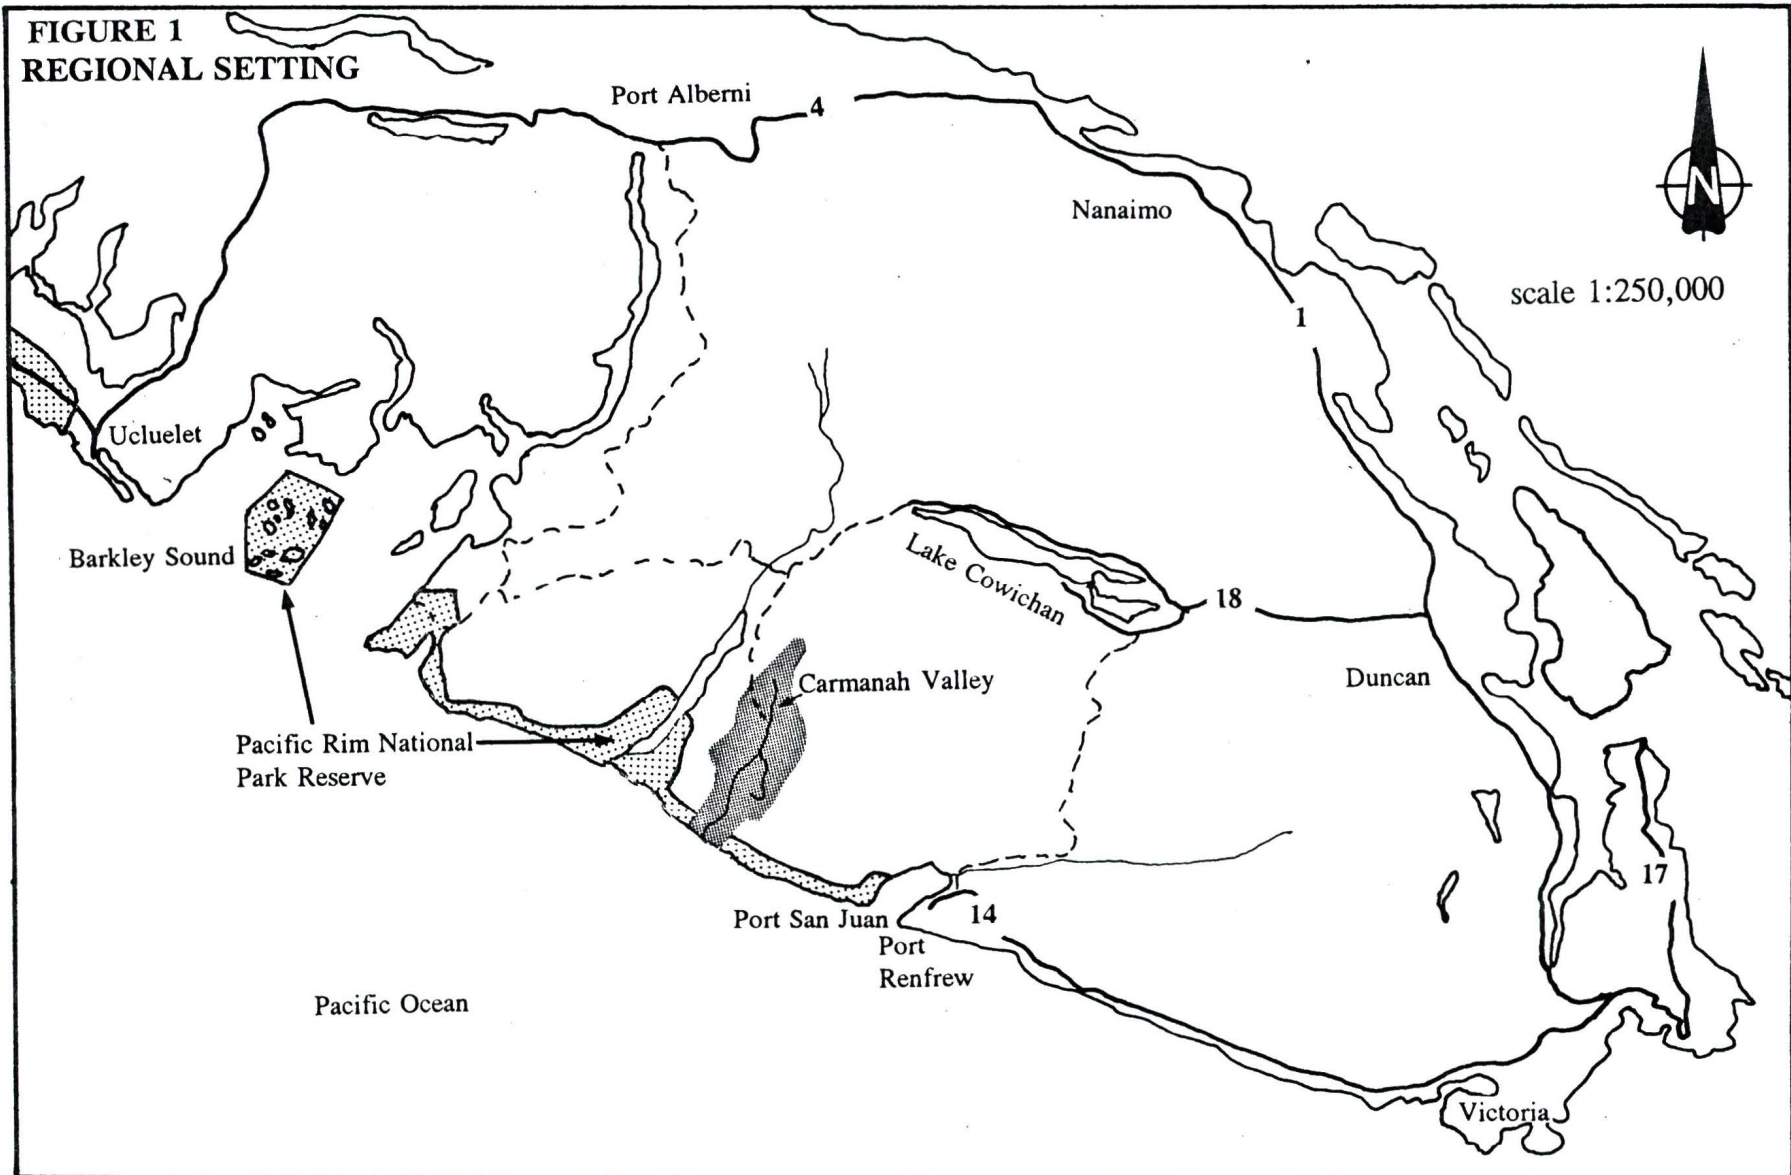 FIGURE 1
REGIONAL SETTING
Port Alberni
4
N
Nanaimo
scale 1:250,000
1
Ucluelet
Barkley Sound
Lake Cowichan
18
Carmanah Valley
Duncan
Pacific Rim National
Park Reserve
17
Port San Juan
14
Port
Renfrew
Pacific Ocean
Victoria